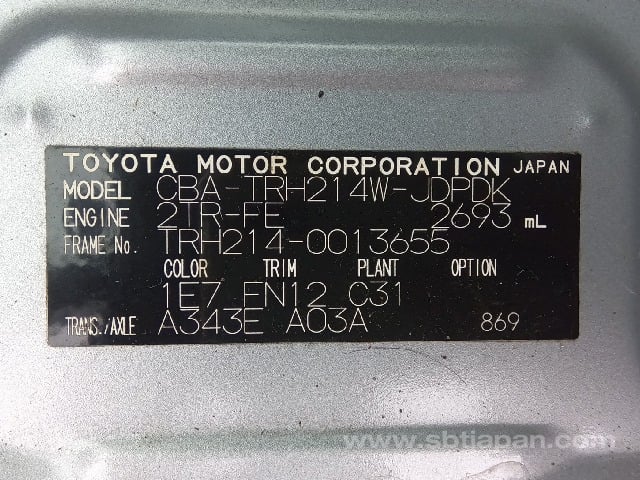 TOYOTA MOTOR CORPORATION JAPAN
MODEL CBA-TRH214W-JDPDK
ENGINE 2TR-FE 2693 mL
FRAME No. TRH214-0013655
COLOR TRIM PLANT OPTION
1E7 FN12 C31
TRANS./AXLE A343E A03A 869
www.sbtjapan.com